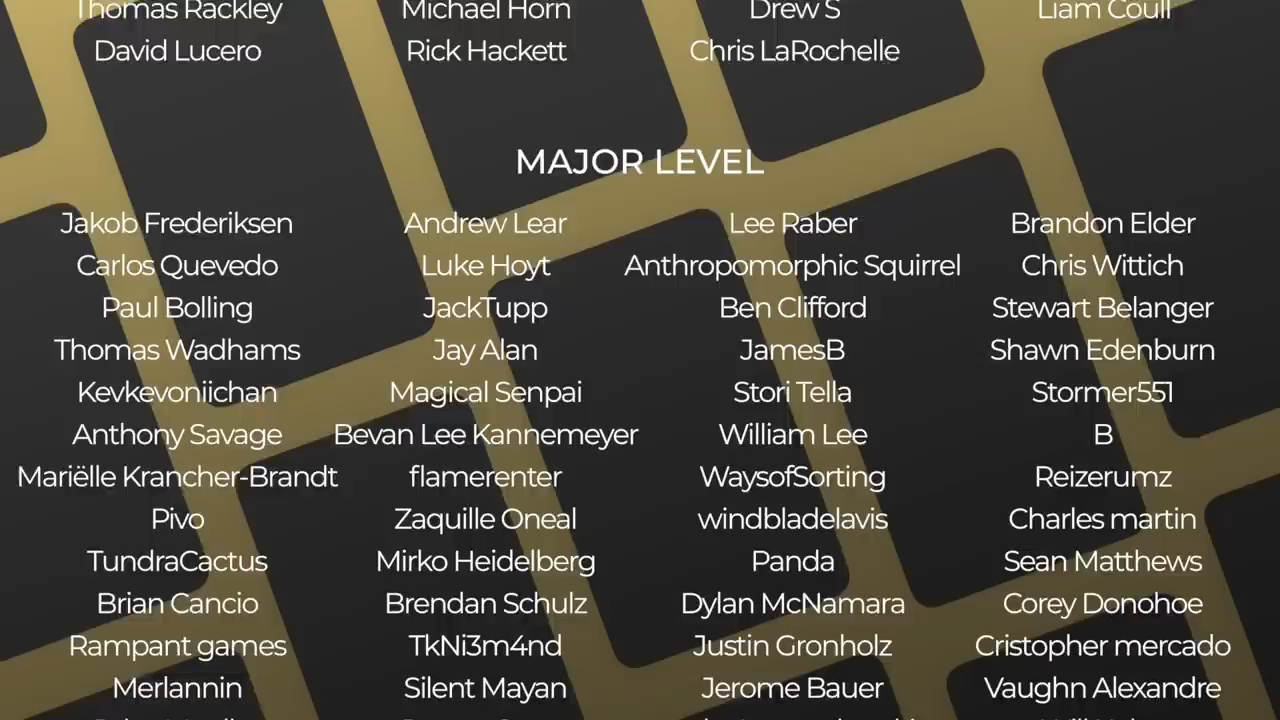 Thomas Rackley Michael Horn Drew S Liam Coull
David Lucero Rick Hackett Chris LaRochelle
MAJOR LEVEL
Jakob Frederiksen Andrew Lear Lee Raber Brandon Elder
Carlos Quevedo Luke Hoyt Anthropomorphic Squirrel Chris Wittich
Paul Bolling JackTupp Ben Clifford Stewart Belanger
Thomas Wadhams Jay Alan JamesB Shawn Edenburn
Kevkevoniichan Magical Senpai Stori Tella Stormer551
Anthony Savage Bevan Lee Kannemeyer William Lee B
Mariëlle Krancher-Brandt flamerenter WaysofSorting Reizerumz
Pivo Zaquille Oneal windbladelavis Charles martin
TundraCactus Mirko Heidelberg Panda Sean Matthews
Brian Cancio Brendan Schulz Dylan McNamara Corey Donohoe
Rampant games TkNi3m4nd Justin Gronholz Cristopher mercado
Merlannin Silent Mayan Jerome Bauer Vaughn Alexandre